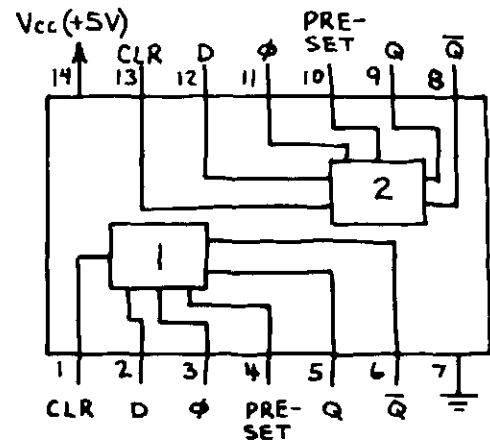 Vcc (+5V)
CLR D Φ PRE-
SET Q Q̅
14 13 12 11 10 9 8
2
1
1 2 3 4 5 6 7
CLR D Φ PRE-
SET Q Q̅